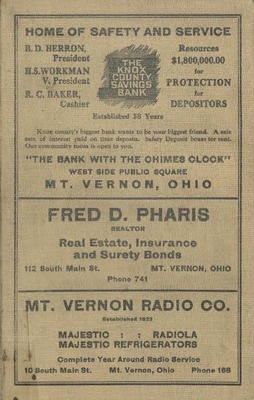 HOME OF SAFETY AND SERVICE
B. D. HERRON,
President
H. S. WORKMAN
V. President
R. C. BAKER,
Cashier
THE
KNOX
COUNTY
SAVINGS
BANK
Resources
$1,800,000.00
for
PROTECTION
for
DEPOSITORS
Established 58 Years
Knox county's biggest bank wants to be your biggest friend. A safe
rate of interest paid on time deposits. Safety Deposit boxes for rent.
Our community room is open to you.
"THE BANK WITH THE CHIMES CLOCK"
WEST SIDE PUBLIC SQUARE
MT. VERNON, OHIO
FRED D. PHARIS
REALTOR
Real Estate, Insurance
and Surety Bonds
112 South Main St. MT. VERNON, OHIO
Phone 741
MT. VERNON RADIO CO.
Established 1922
MAJESTIC : : RADIOLA
MAJESTIC REFRIGERATORS
Complete Year Around Radio Service
10 South Main St. Mt. Vernon, Ohio Phone 168